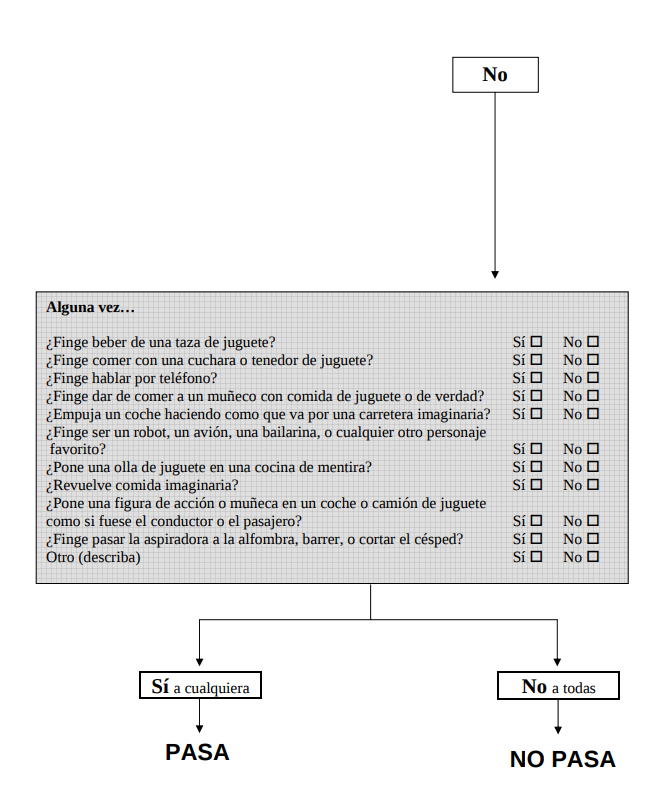 No
Alguna vez…
¿Finge beber de una taza de juguete? Sí ☐ No ☐
¿Finge comer con una cuchara o tenedor de juguete? Sí ☐ No ☐
¿Finge hablar por teléfono? Sí ☐ No ☐
¿Finge dar de comer a un muñeco con comida de juguete o de verdad? Sí ☐ No ☐
¿Empuja un coche haciendo como que va por una carretera imaginaria? Sí ☐ No ☐
¿Finge ser un robot, un avión, una bailarina, o cualquier otro personaje
favorito? Sí ☐ No ☐
¿Pone una olla de juguete en una cocina de mentira? Sí ☐ No ☐
¿Revuelve comida imaginaria? Sí ☐ No ☐
¿Pone una figura de acción o muñeca en un coche o camión de juguete
como si fuese el conductor o el pasajero? Sí ☐ No ☐
¿Finge pasar la aspiradora a la alfombra, barrer, o cortar el césped? Sí ☐ No ☐
Otro (describa) Sí ☐ No ☐
Sí a cualquiera
No a todas
PASA
NO PASA